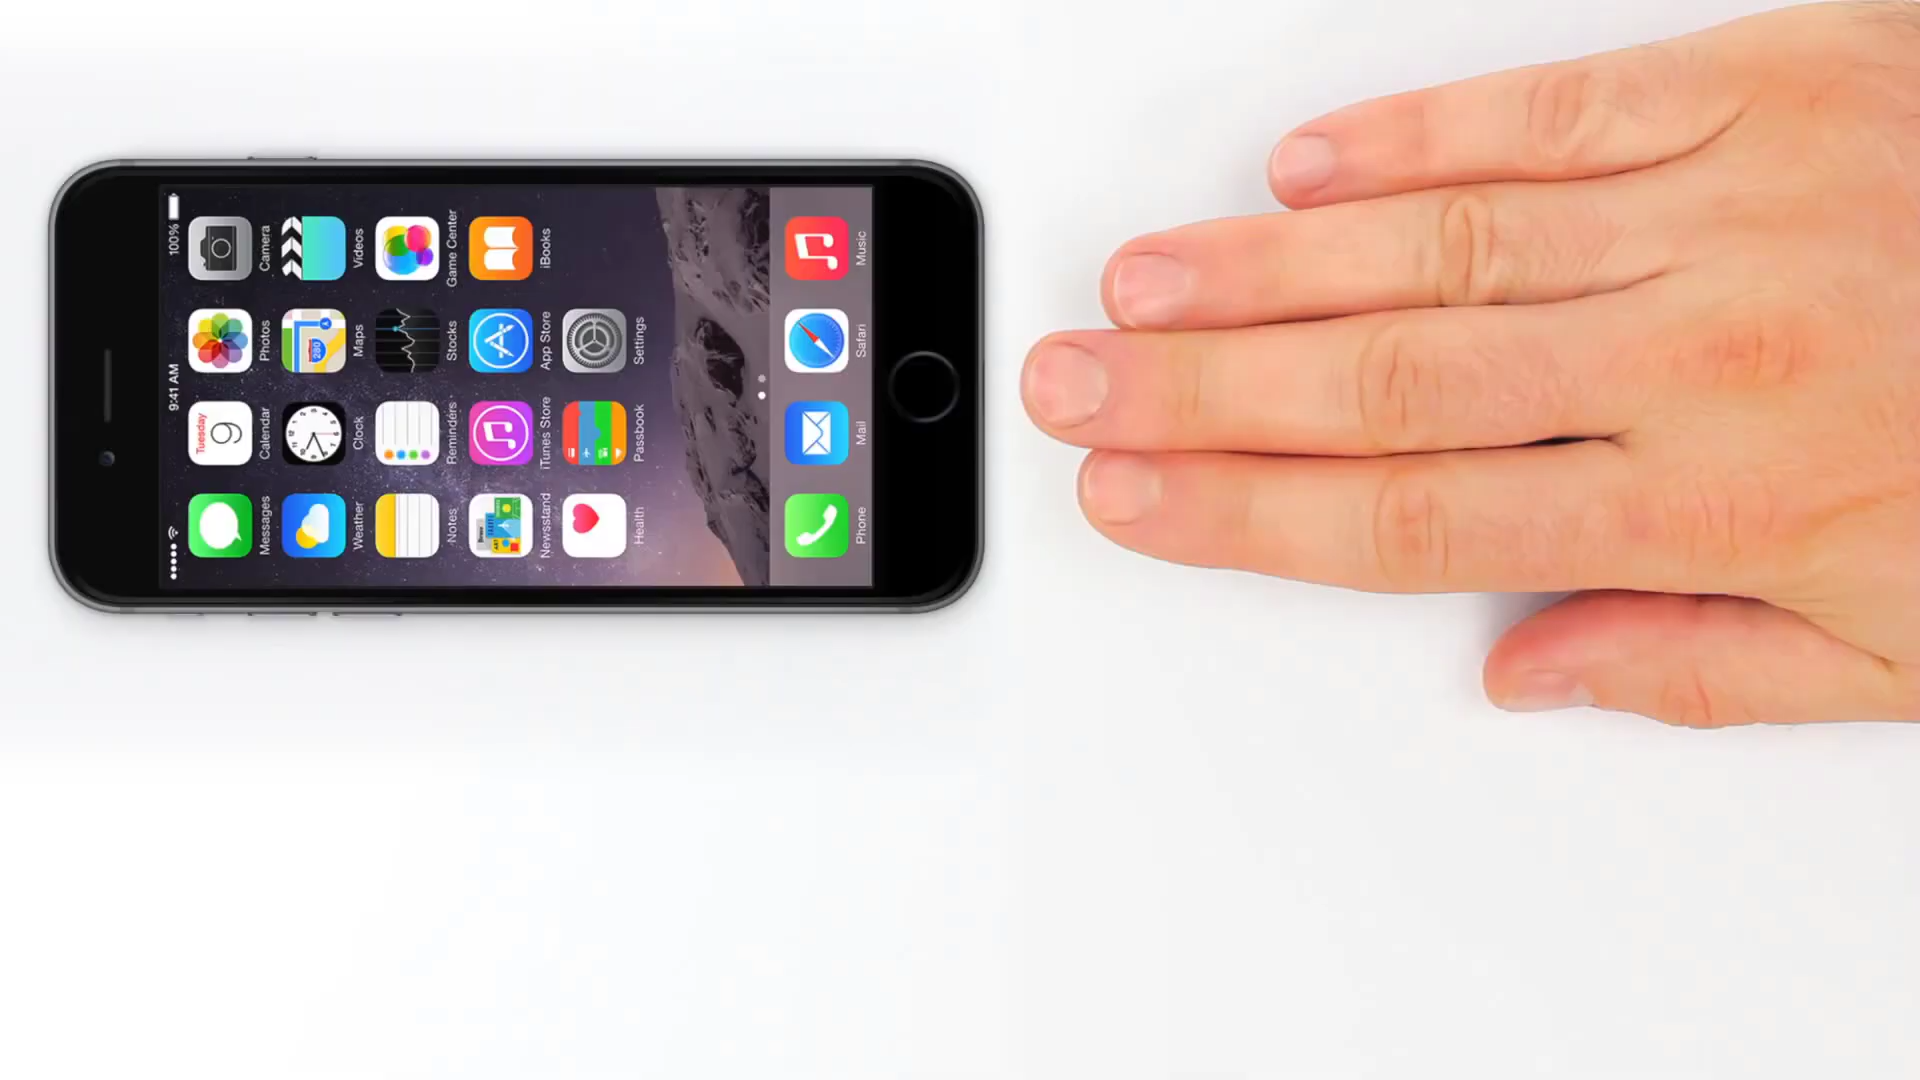 9:41 AM
100%
Messages
Tuesday
9
Calendar
Photos
Camera
Weather
Clock
280
Maps
Videos
Notes
Reminders
Stocks
Game Center
Newsstand
iTunes Store
App Store
iBooks
Health
Passbook
Settings
Phone
Mail
Safari
Music